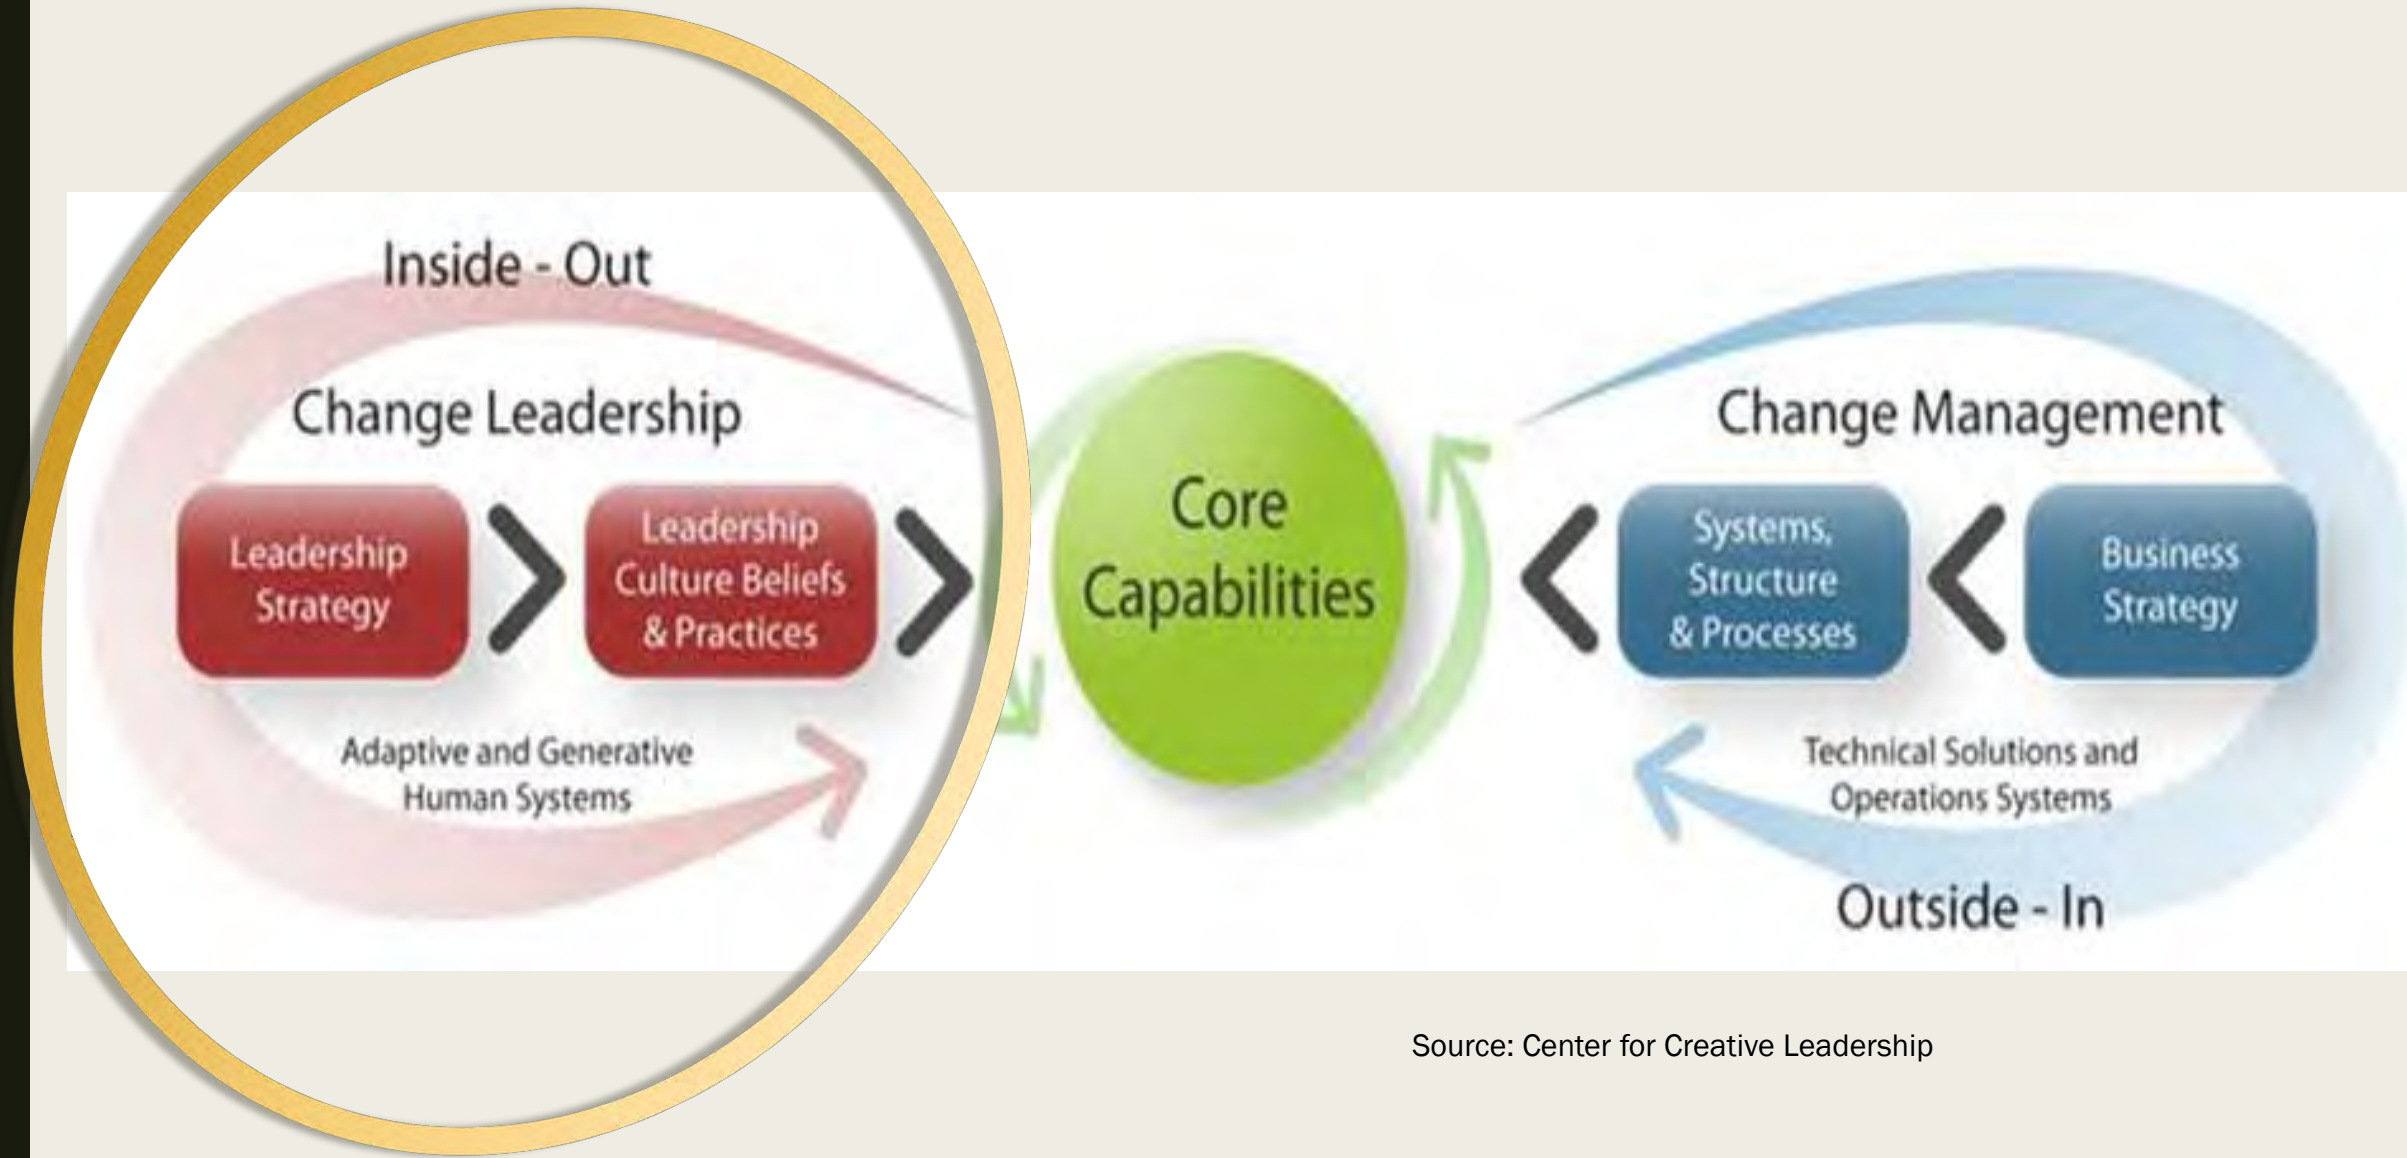 Inside - Out
Change Leadership
Leadership
Strategy
Leadership
Culture Beliefs
& Practices
Adaptive and Generative
Human Systems
Core
Capabilities
Change Management
Systems,
Structure
& Processes
Business
Strategy
Technical Solutions and
Operations Systems
Outside - In
Source: Center for Creative Leadership